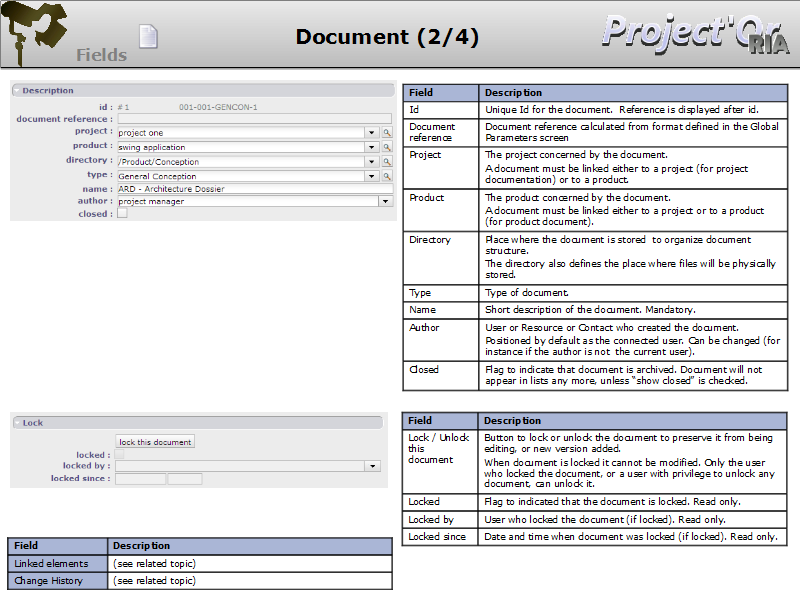 Fields
Document (2/4)
Project'Or
RIA
Description
id : # 1 001-001-GENCON-1
document reference :
project : project one
product : swing application
directory : /Product/Conception
type : General Conception
name : ARD - Architecture Dossier
author : project manager
closed :
Field Description
Id Unique Id for the document. Reference is displayed after id.
Document reference Document reference calculated from format defined in the Global
Parameters screen
Project The project concerned by the document.
A document must be linked either to a project (for project
documentation) or to a product.
Product The product concerned by the document.
A document must be linked either to a project or to a product
(for product document).
Directory Place where the document is stored to organize document
structure.
The directory also defines the place where files will be physically
stored.
Type Type of document.
Name Short description of the document. Mandatory.
Author User or Resource or Contact who created the document.
Positioned by default as the connected user. Can be changed (for
instance if the author is not the current user).
Closed Flag to indicate that document is archived. Document will not
appear in lists any more, unless “show closed” is checked.
Lock
lock this document
locked :
locked by :
locked since :
Field Description
Lock / Unlock this document Button to lock or unlock the document to preserve it from being
editing, or new version added.
When document is locked it cannot be modified. Only the user
who locked the document, or a user with privilege to unlock any
document, can unlock it.
Locked Flag to indicated that the document is locked. Read only.
Locked by User who locked the document (if locked). Read only.
Locked since Date and time when document was locked (if locked). Read only.
Field Description
Linked elements (see related topic)
Change History (see related topic)